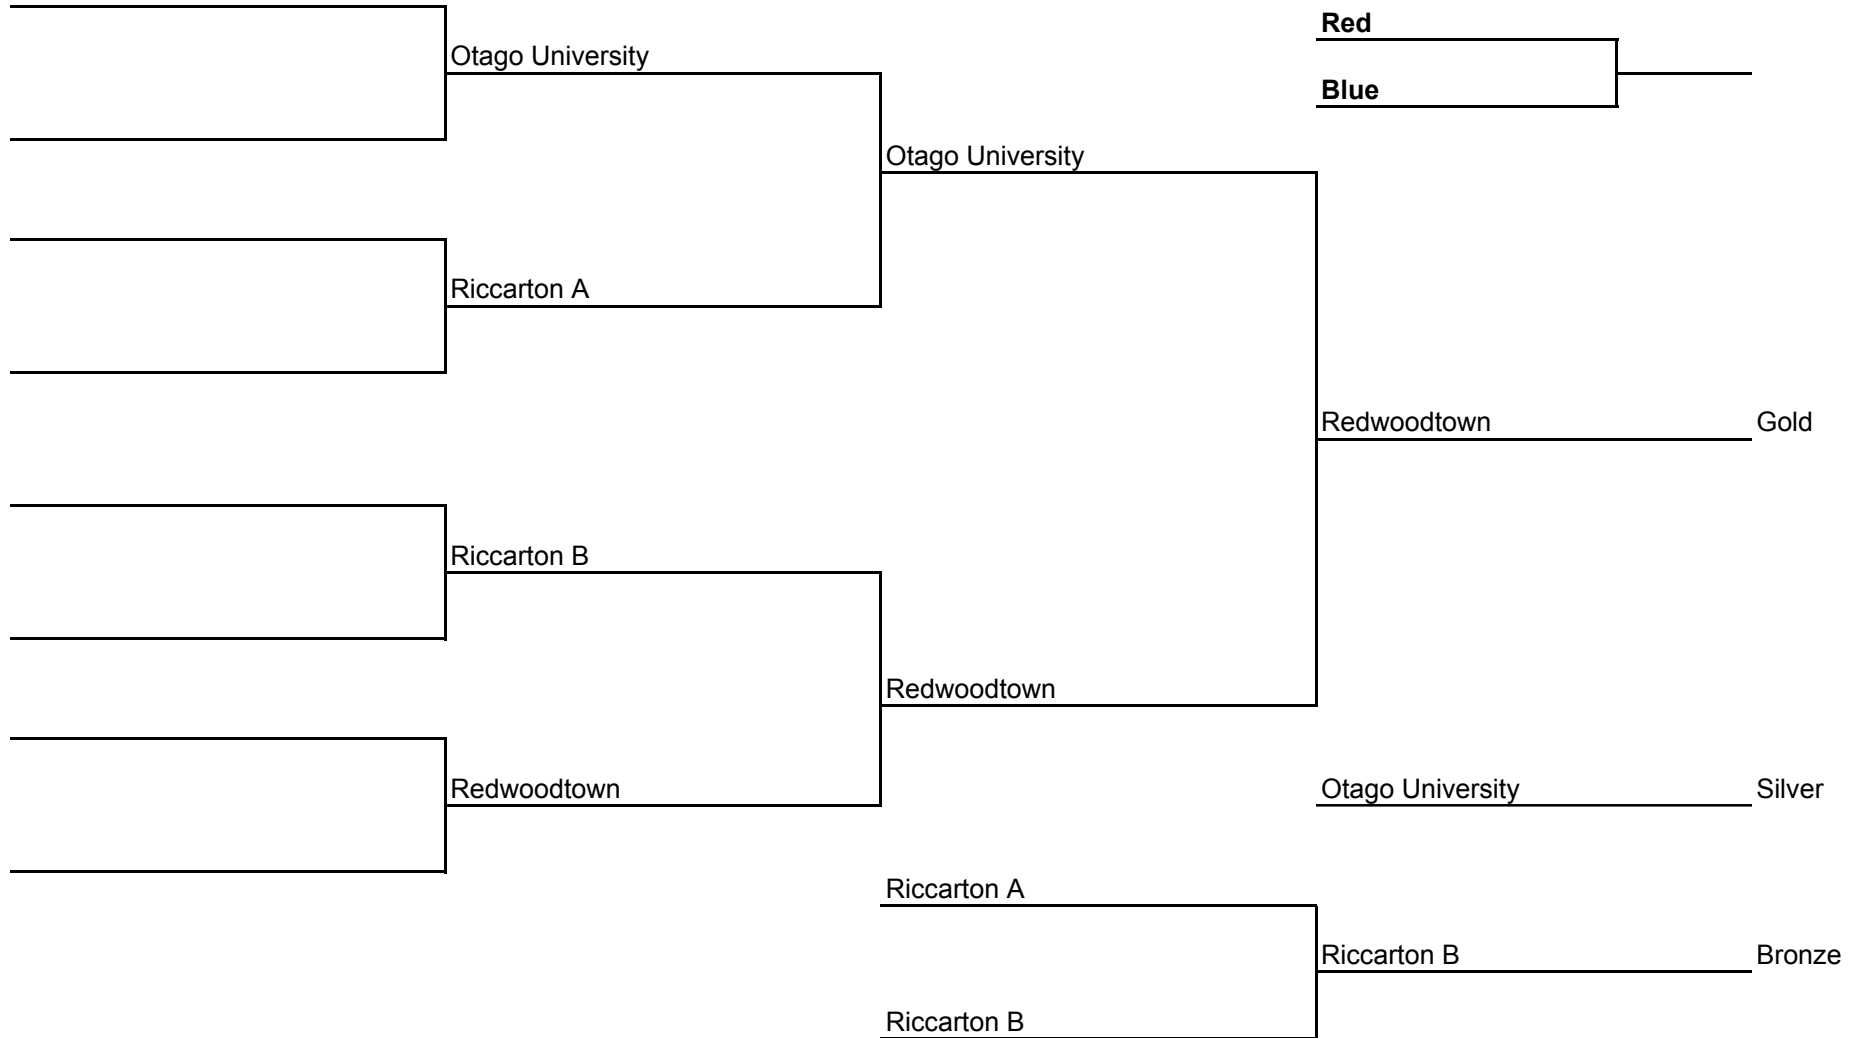 Red
Otago University
Blue
Otago University
Riccarton A
Redwoodtown Gold
Riccarton B
Redwoodtown
Redwoodtown
Otago University Silver
Riccarton A
Riccarton B Bronze
Riccarton B